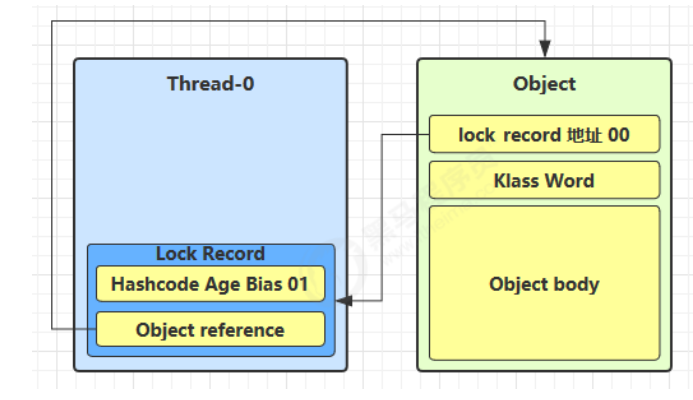 Thread-0
Lock Record
Hashcode Age Bias 01
Object reference
Object
lock record 地址 00
Klass Word
Object body